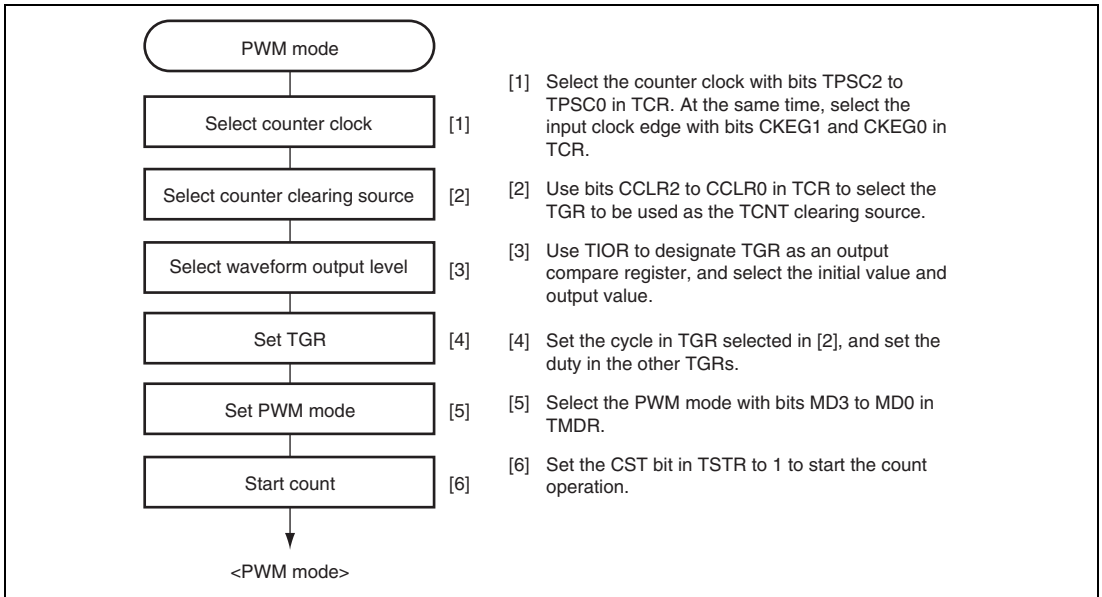 PWM mode
Select counter clock [1]
Select counter clearing source [2]
Select waveform output level [3]
Set TGR [4]
Set PWM mode [5]
Start count [6]
<PWM mode>
[1] Select the counter clock with bits TPSC2 to
TPSC0 in TCR. At the same time, select the
input clock edge with bits CKEG1 and CKEG0 in
TCR.
[2] Use bits CCLR2 to CCLR0 in TCR to select the
TGR to be used as the TCNT clearing source.
[3] Use TIOR to designate TGR as an output
compare register, and select the initial value and
output value.
[4] Set the cycle in TGR selected in [2], and set the
duty in the other TGRs.
[5] Select the PWM mode with bits MD3 to MD0 in
TMDR.
[6] Set the CST bit in TSTR to 1 to start the count
operation.